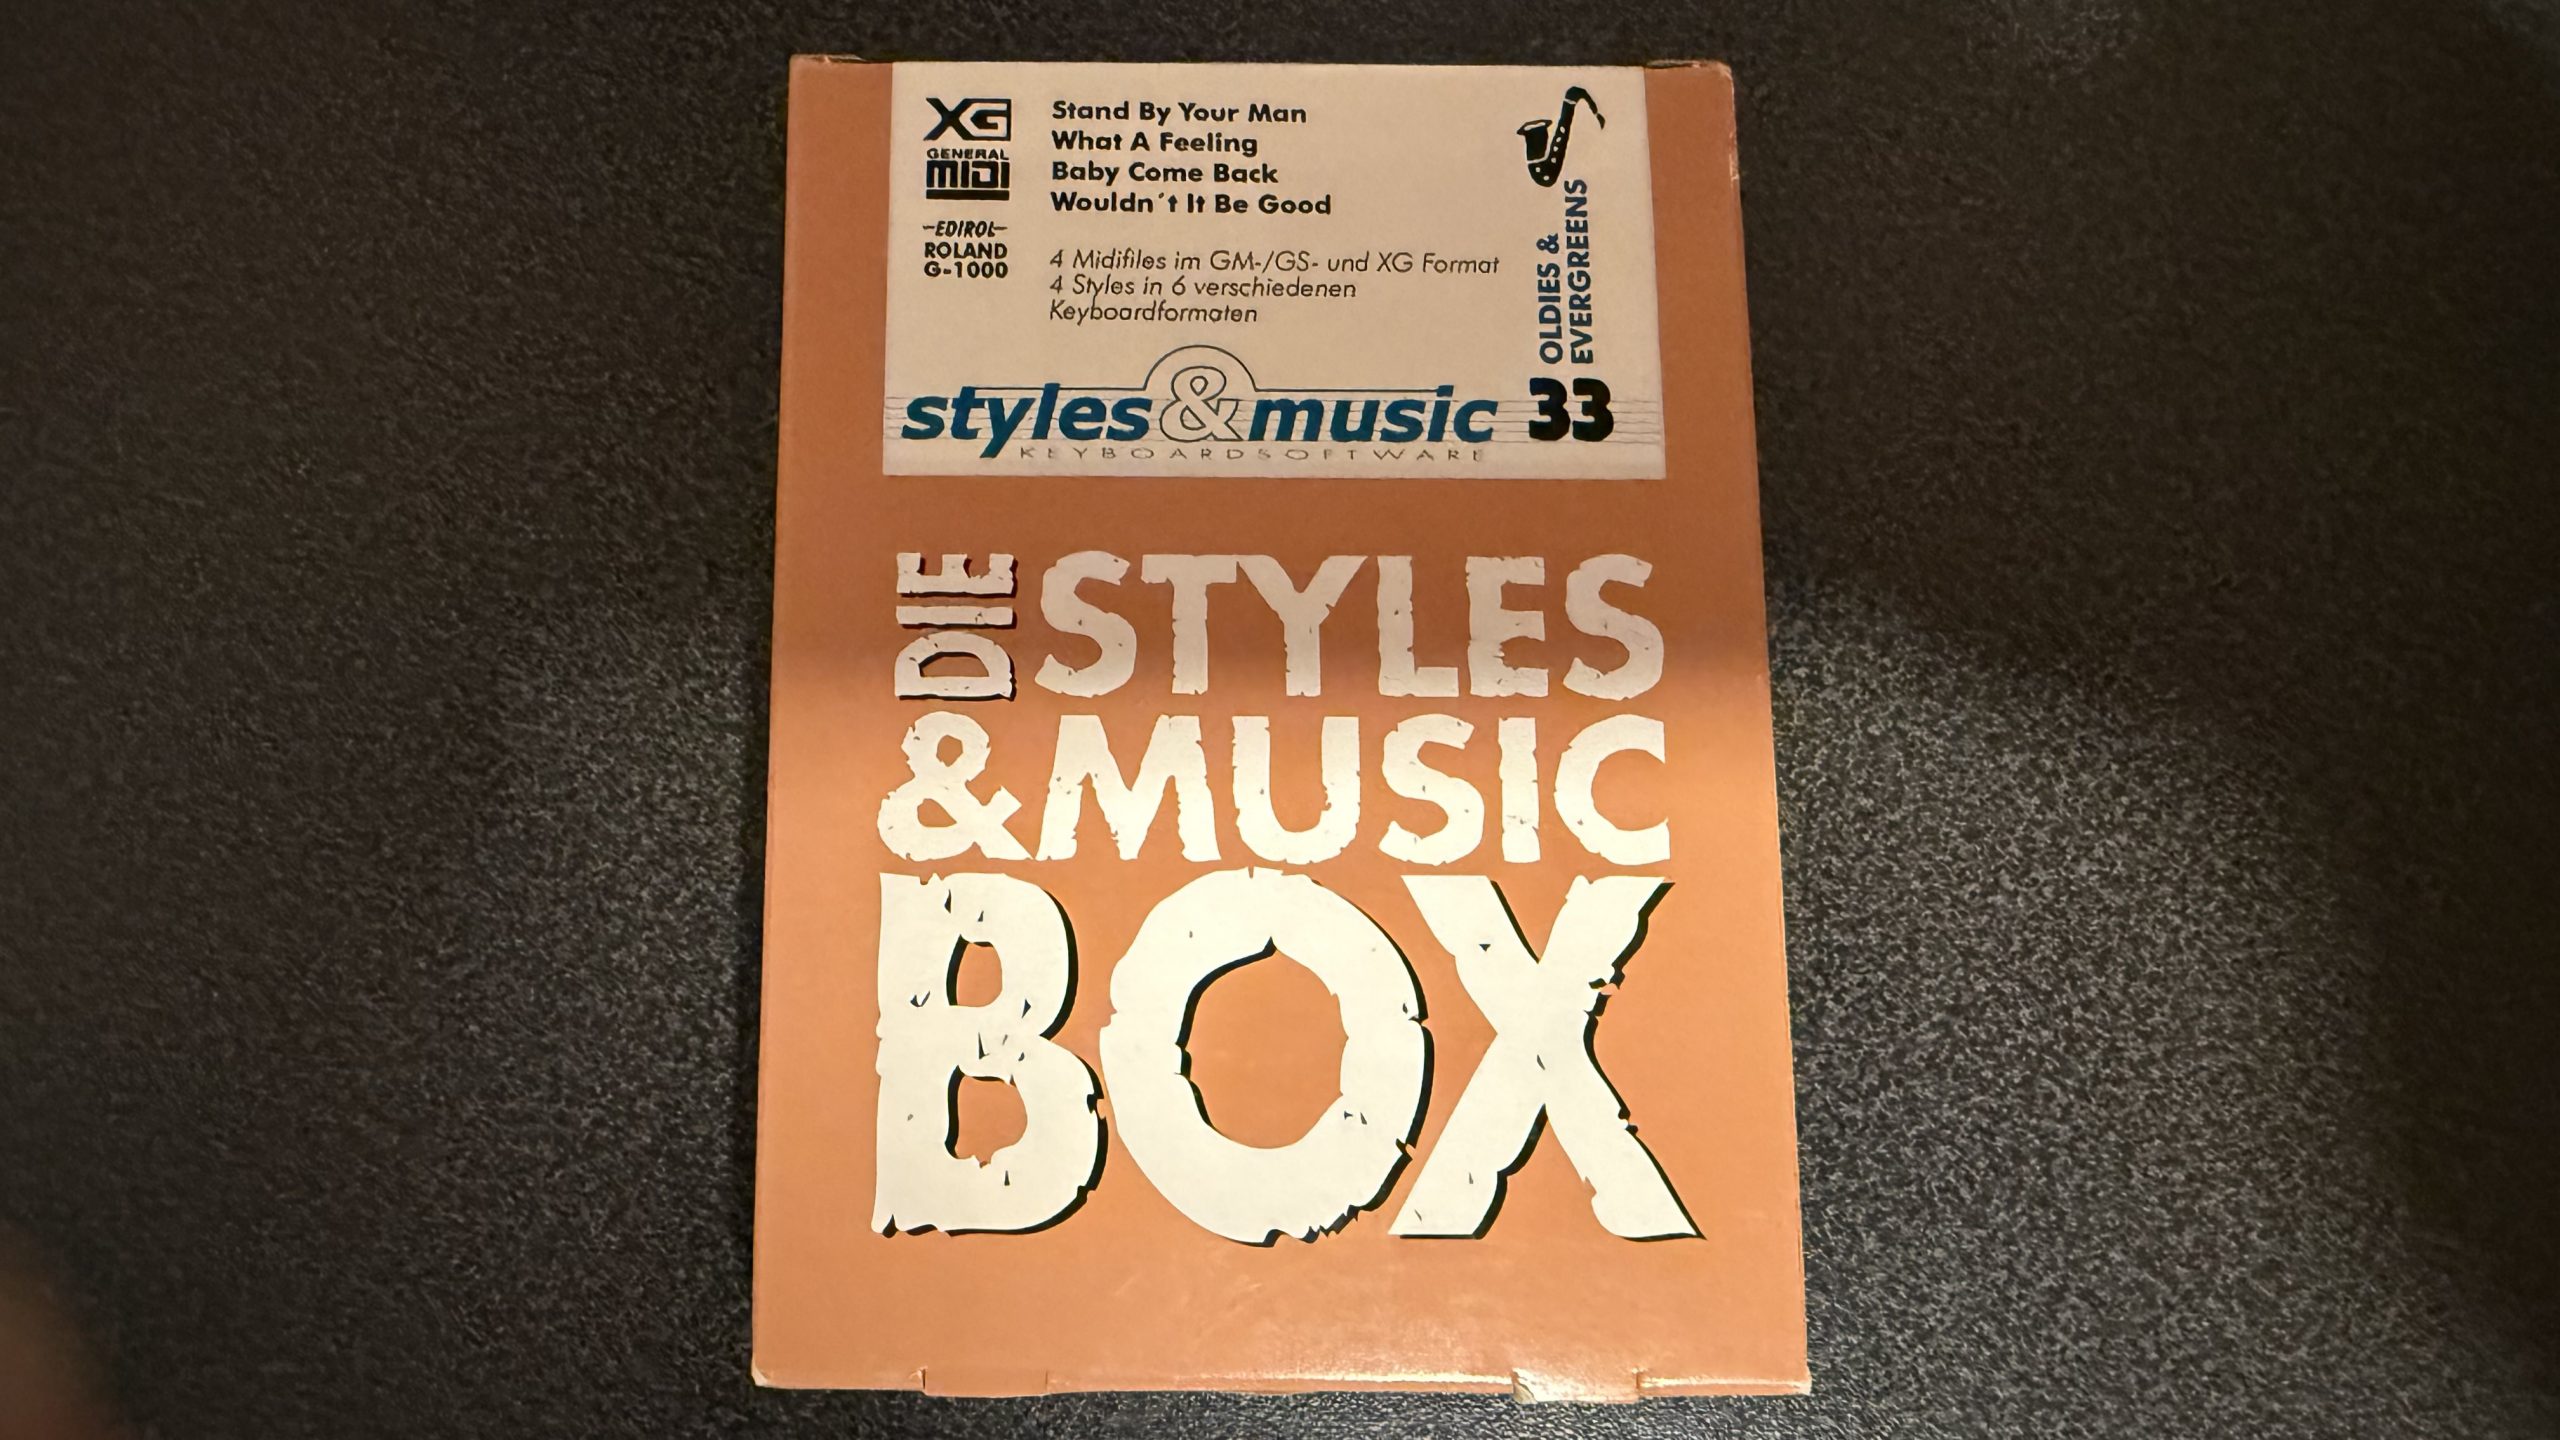 XG
GENERAL
MIDI
-EDIROL-
ROLAND
G-1000
Stand By Your Man
What A Feeling
Baby Come Back
Wouldn´t It Be Good
4 Midifiles im GM-/GS- und XG Format
4 Styles in 6 verschiedenen
Keyboardformaten
OLDIES &
EVERGREENS
styles&music 33
KEYBOARDSOFTWARE
DIE STYLES
& MUSIC
BOX